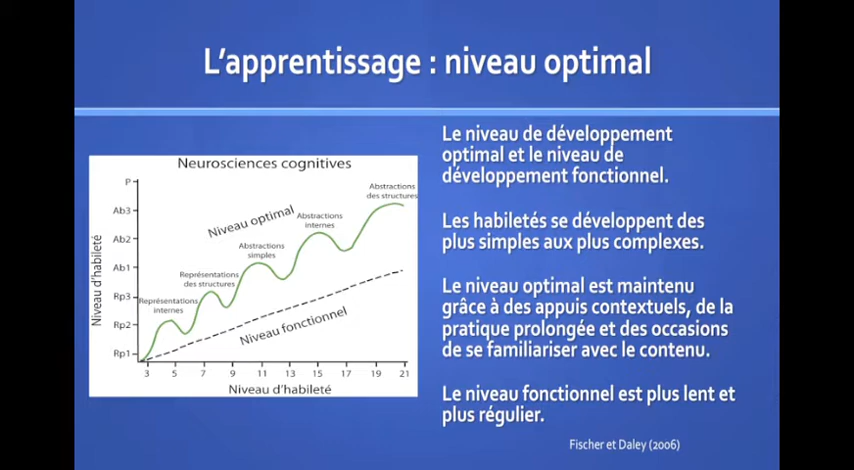 L'apprentissage : niveau optimal
Neurosciences cognitives
P
Ab3
Ab2
Ab1
Rp3
Rp2
Rp1
Niveau d'habileté
Abstractions
des structures
Niveau optimal
Abstractions
internes
Abstractions
simples
Représentations
des structures
Représentations
internes
Niveau fonctionnel
3 5 7 9 11 13 15 17 19 21
Niveau d'habileté
Le niveau de développement
optimal et le niveau de
développement fonctionnel.
Les habiletés se développent des
plus simples aux plus complexes.
Le niveau optimal est maintenu
grâce à des appuis contextuels, de la
pratique prolongée et des occasions
de se familiariser avec le contenu.
Le niveau fonctionnel est plus lent et
plus régulier.
Fischer et Daley (2006)